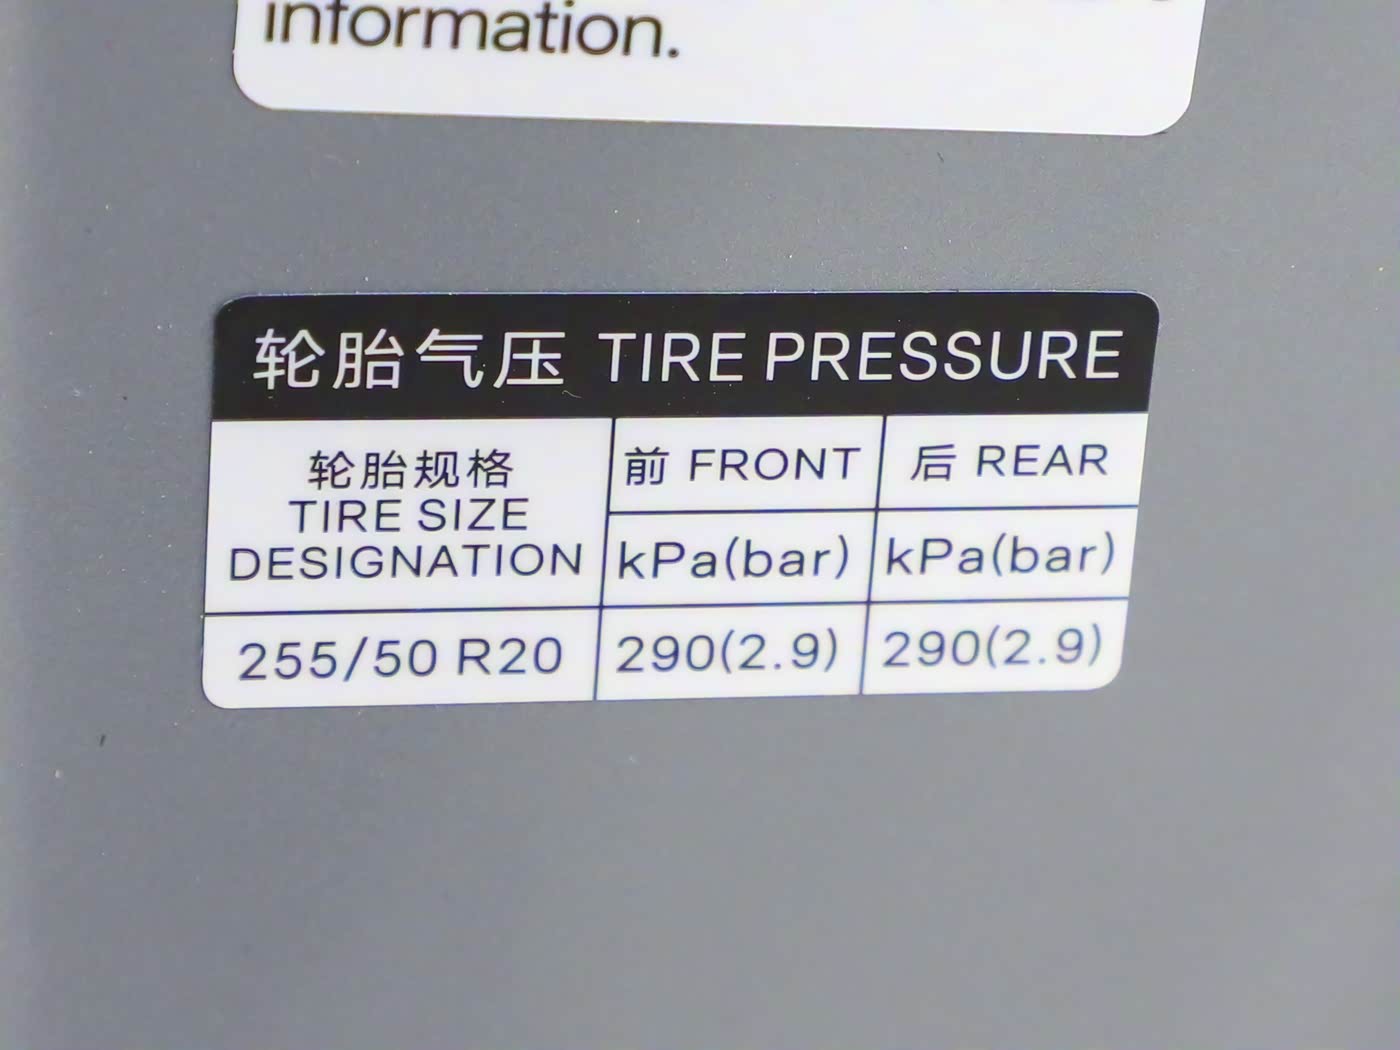 information.
轮胎气压 TIRE PRESSURE
轮胎规格
TIRE SIZE
DESIGNATION
前 FRONT
后 REAR
kPa(bar)
kPa(bar)
255/50 R20
290(2.9)
290(2.9)